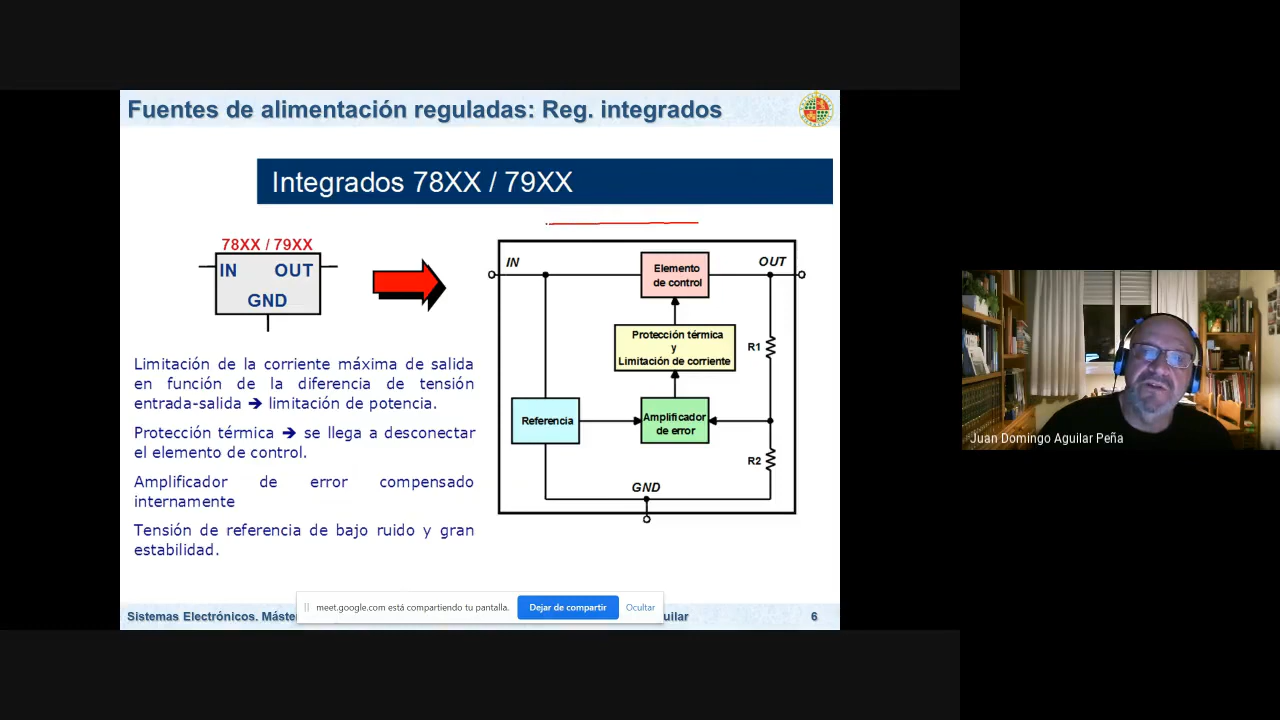 Fuentes de alimentación reguladas: Reg. integrados
Integrados 78XX / 79XX
78XX / 79XX
IN OUT
GND
Limitación de la corriente máxima de salida
en función de la diferencia de tensión
entrada-salida ➔ limitación de potencia.
Protección térmica ➔ se llega a desconectar
el elemento de control.
Amplificador de error compensado
internamente
Tensión de referencia de bajo ruido y gran
estabilidad.
IN
OUT
Elemento
de control
Protección térmica
y
Limitación de corriente
R1
Referencia
Amplificador
de error
R2
GND
Juan Domingo Aguilar Peña
meet.google.com está compartiendo tu pantalla.
Dejar de compartir
Ocultar
Sistemas Electrónicos. Máste
uilar
6